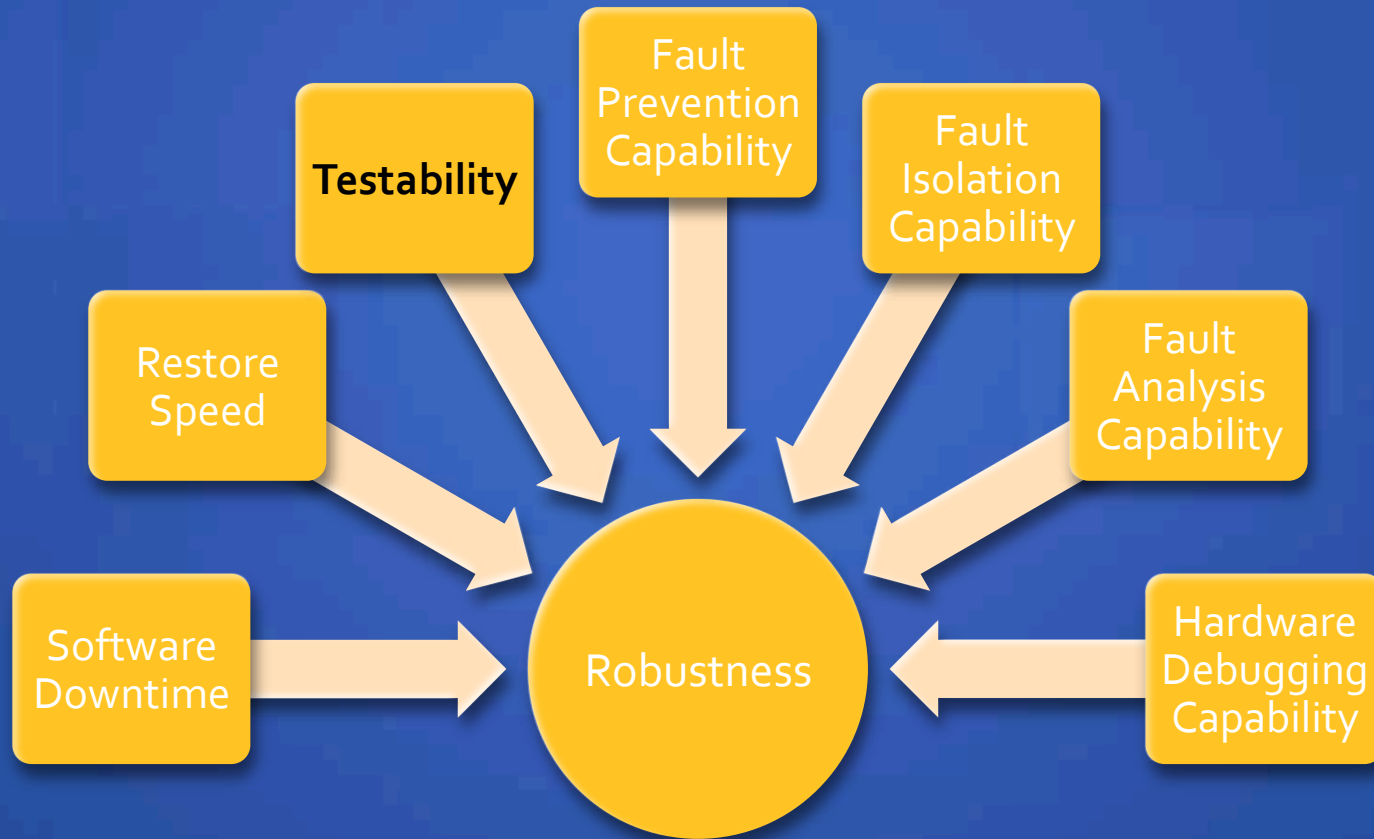 Software
Downtime
Restore
Speed
Testability
Fault
Prevention
Capability
Fault
Isolation
Capability
Fault
Analysis
Capability
Hardware
Debugging
Capability
Robustness